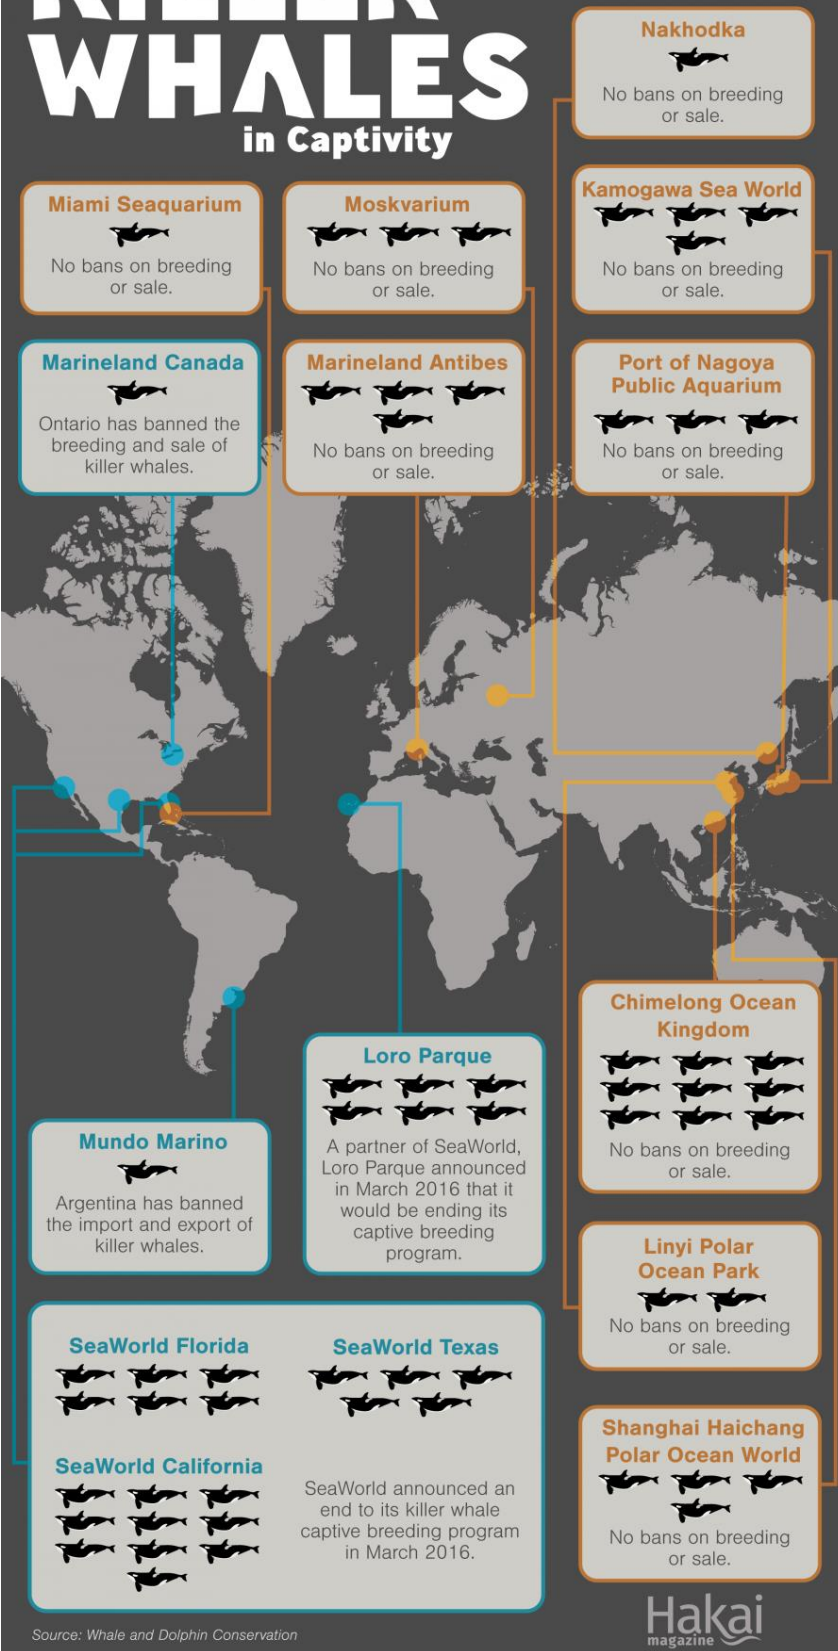 KILLER
WHALES
in Captivity
Nakhodka
No bans on breeding
or sale.
Miami Seaquarium
No bans on breeding
or sale.
Moskvarium
No bans on breeding
or sale.
Kamogawa Sea World
No bans on breeding
or sale.
Marineland Canada
Ontario has banned the
breeding and sale of
killer whales.
Marineland Antibes
No bans on breeding
or sale.
Port of Nagoya
Public Aquarium
No bans on breeding
or sale.
Chimelong Ocean
Kingdom
No bans on breeding
or sale.
Loro Parque
A partner of SeaWorld,
Loro Parque announced
in March 2016 that it
would be ending its
captive breeding
program.
Mundo Marino
Argentina has banned
the import and export of
killer whales.
Linyi Polar
Ocean Park
No bans on breeding
or sale.
SeaWorld Florida
SeaWorld Texas
SeaWorld California
SeaWorld announced an
end to its killer whale
captive breeding program
in March 2016.
Shanghai Haichang
Polar Ocean World
No bans on breeding
or sale.
Source: Whale and Dolphin Conservation
Hakai
magazine